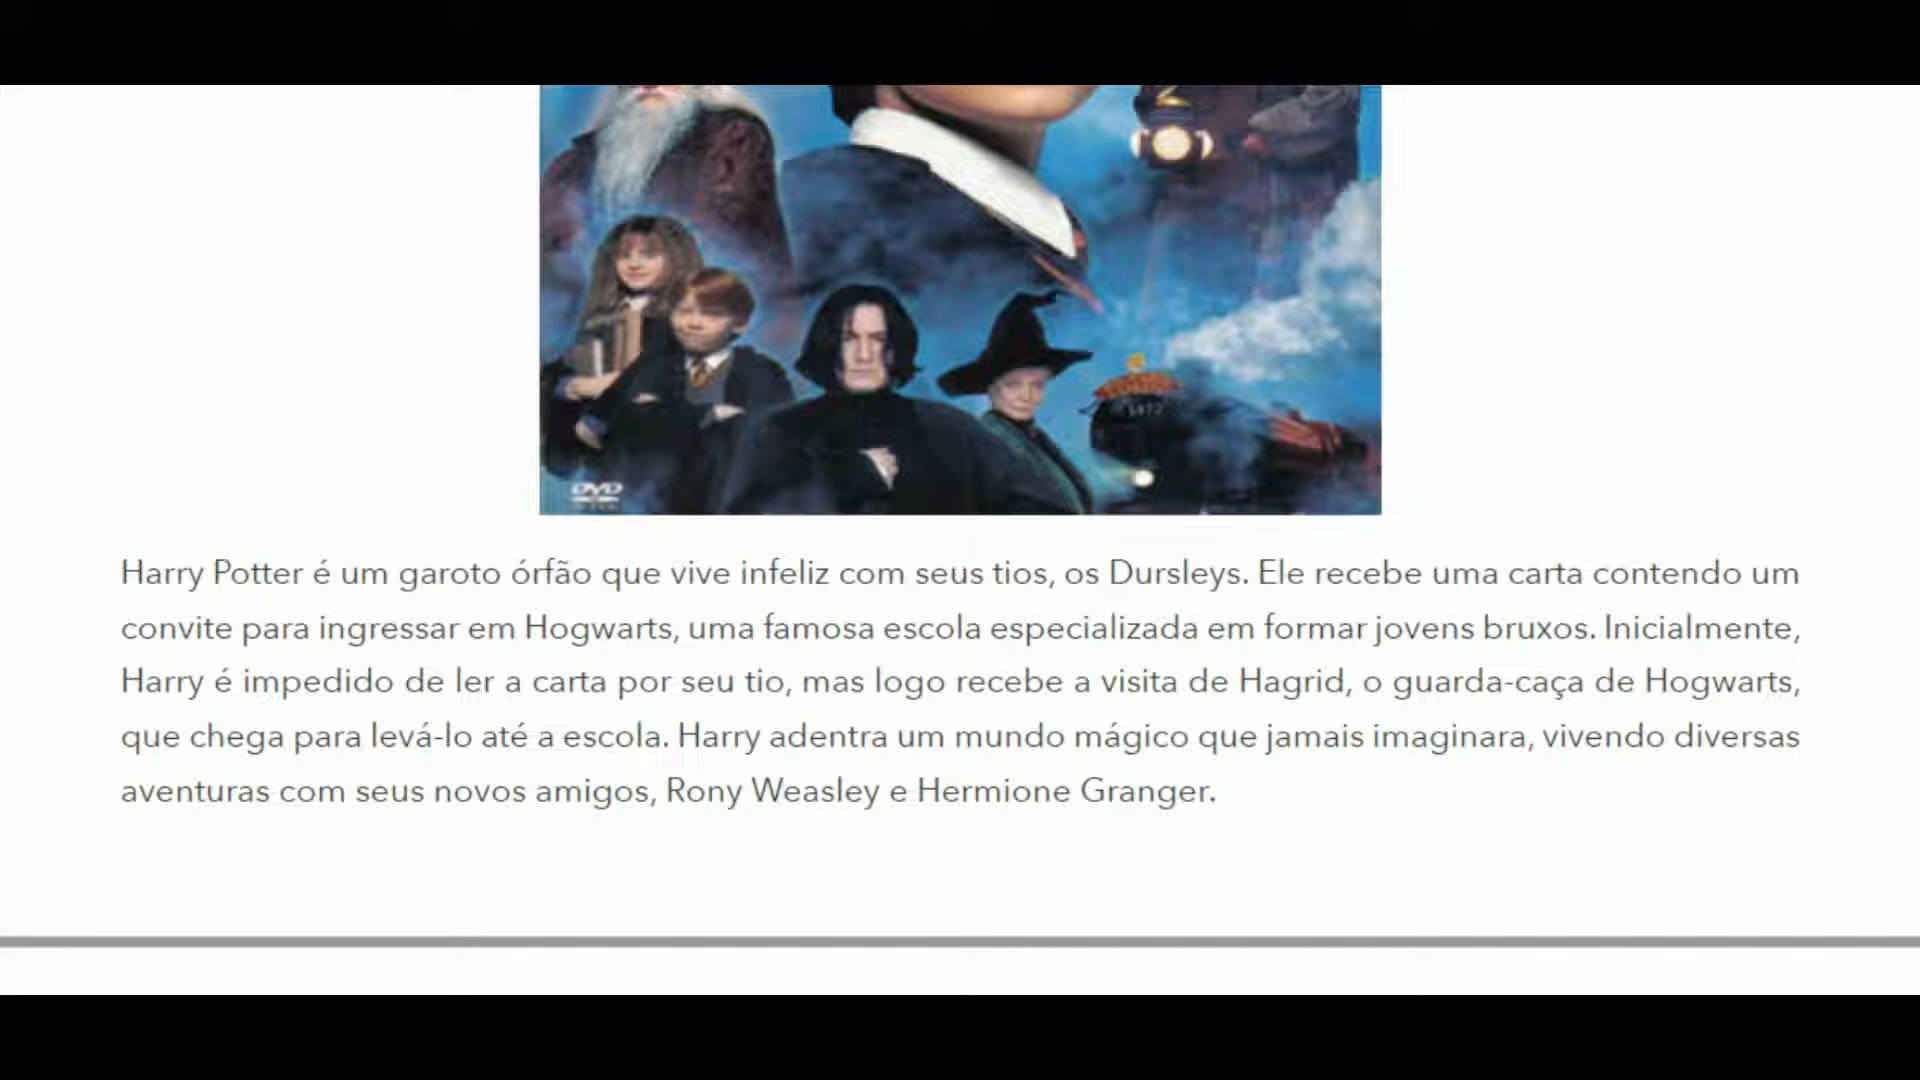 5972
DVD
Harry Potter é um garoto órfão que vive infeliz com seus tios, os Dursleys. Ele recebe uma carta contendo um
convite para ingressar em Hogwarts, uma famosa escola especializada em formar jovens bruxos. Inicialmente,
Harry é impedido de ler a carta por seu tio, mas logo recebe a visita de Hagrid, o guarda-caça de Hogwarts,
que chega para levá-lo até a escola. Harry adentra um mundo mágico que jamais imaginara, vivendo diversas
aventuras com seus novos amigos, Rony Weasley e Hermione Granger.